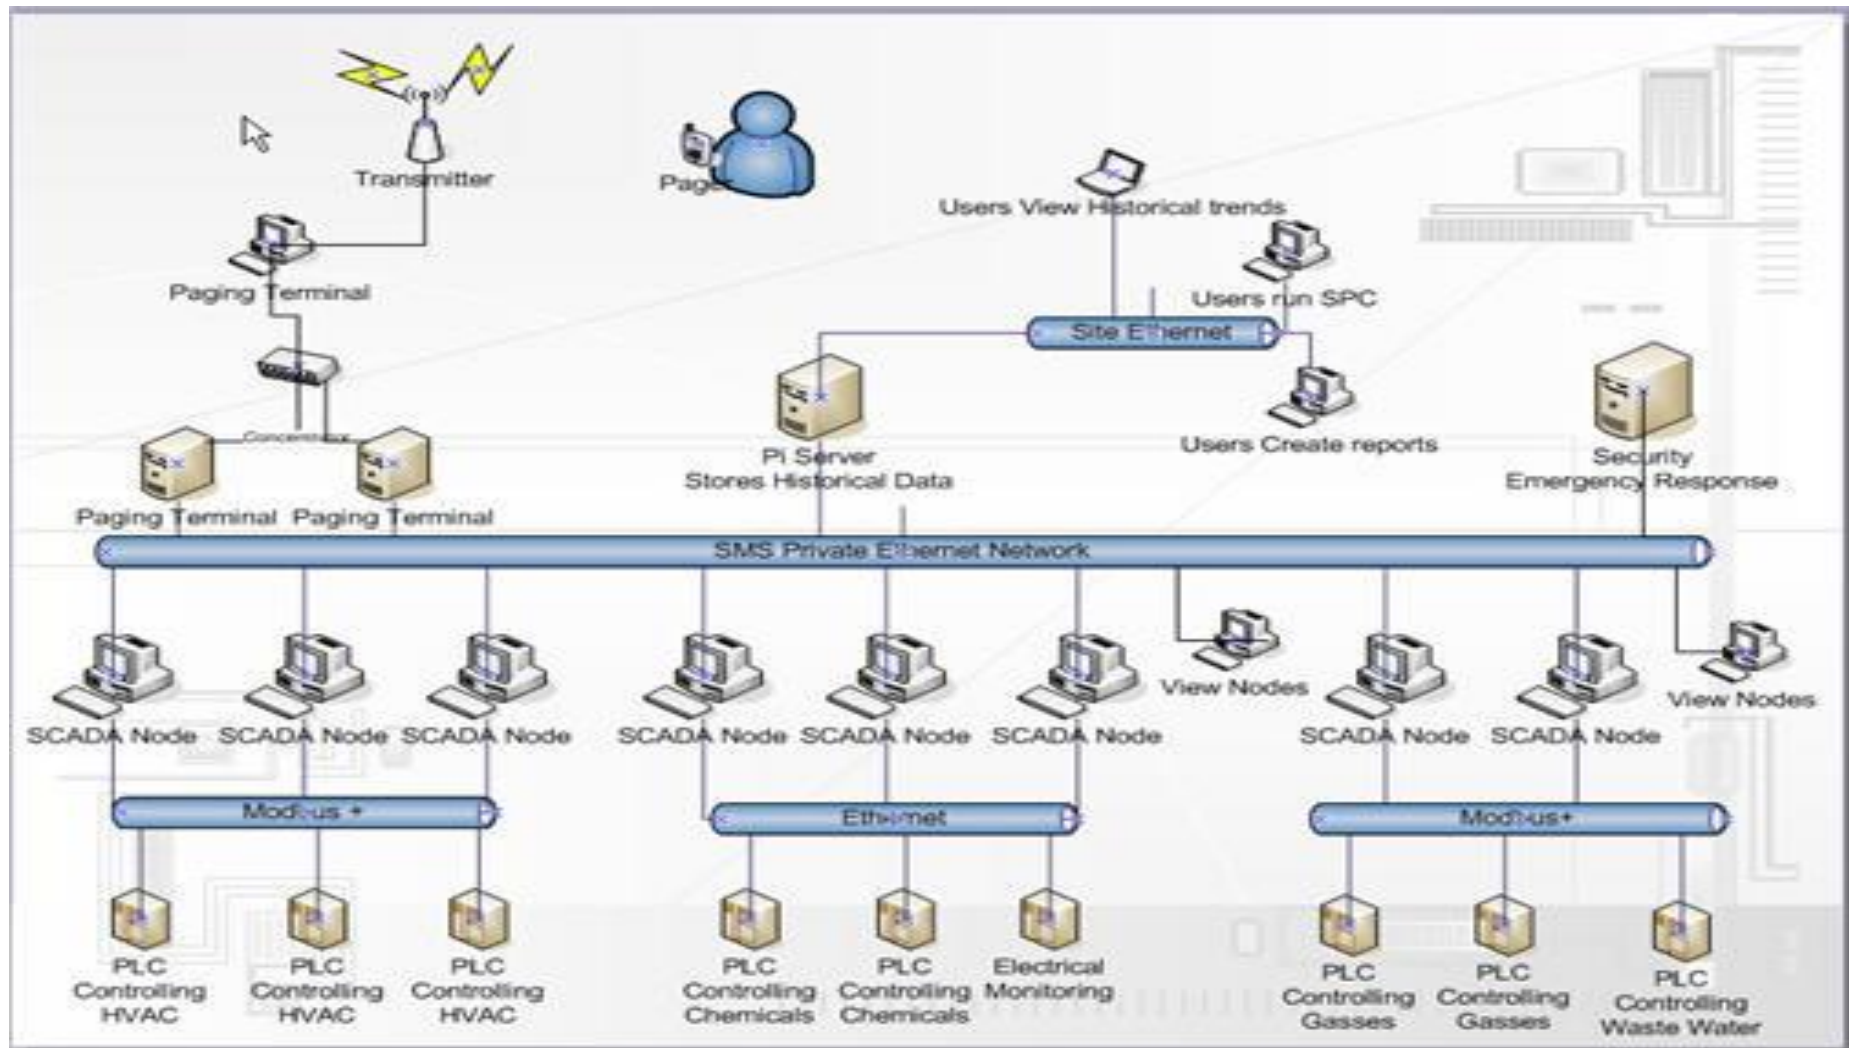 Transmitter
Users View Historical trends
Paging Terminal
Users run SPC
Site Ethernet
Users Create reports
Pi Server
Stores Historical Data
Security
Emergency Response
Paging Terminal
Paging Terminal
SMS Private Ethernet Network
View Nodes
View Nodes
SCADA Node
SCADA Node
SCADA Node
SCADA Node
SCADA Node
SCADA Node
SCADA Node
SCADA Node
Modbus +
Ethernet
Modbus+
PLC
Controlling
HVAC
PLC
Controlling
HVAC
PLC
Controlling
HVAC
PLC
Controlling
Chemicals
PLC
Controlling
Chemicals
Electrical
Monitoring
PLC
Controlling
Gasses
PLC
Controlling
Gasses
PLC
Controlling
Waste Water